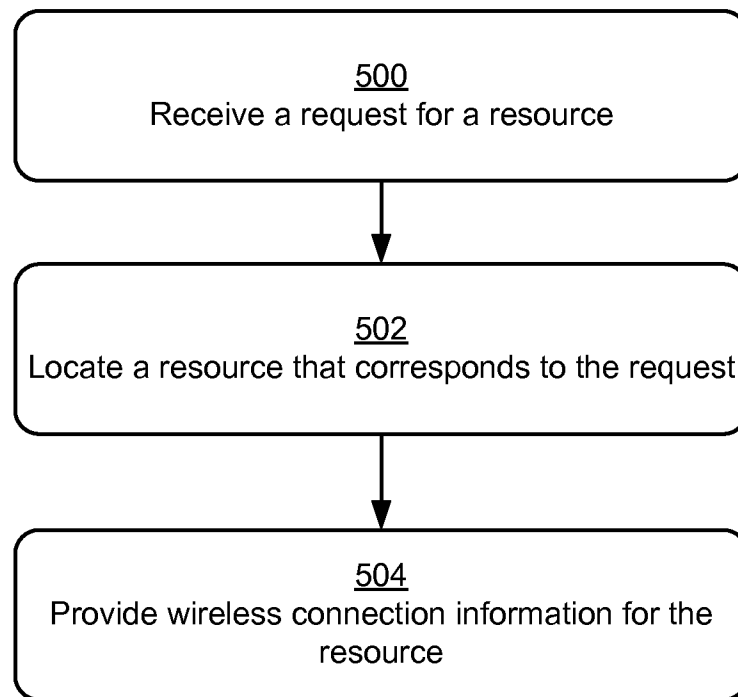 500
Receive a request for a resource
502
Locate a resource that corresponds to the request
504
Provide wireless connection information for the
resource